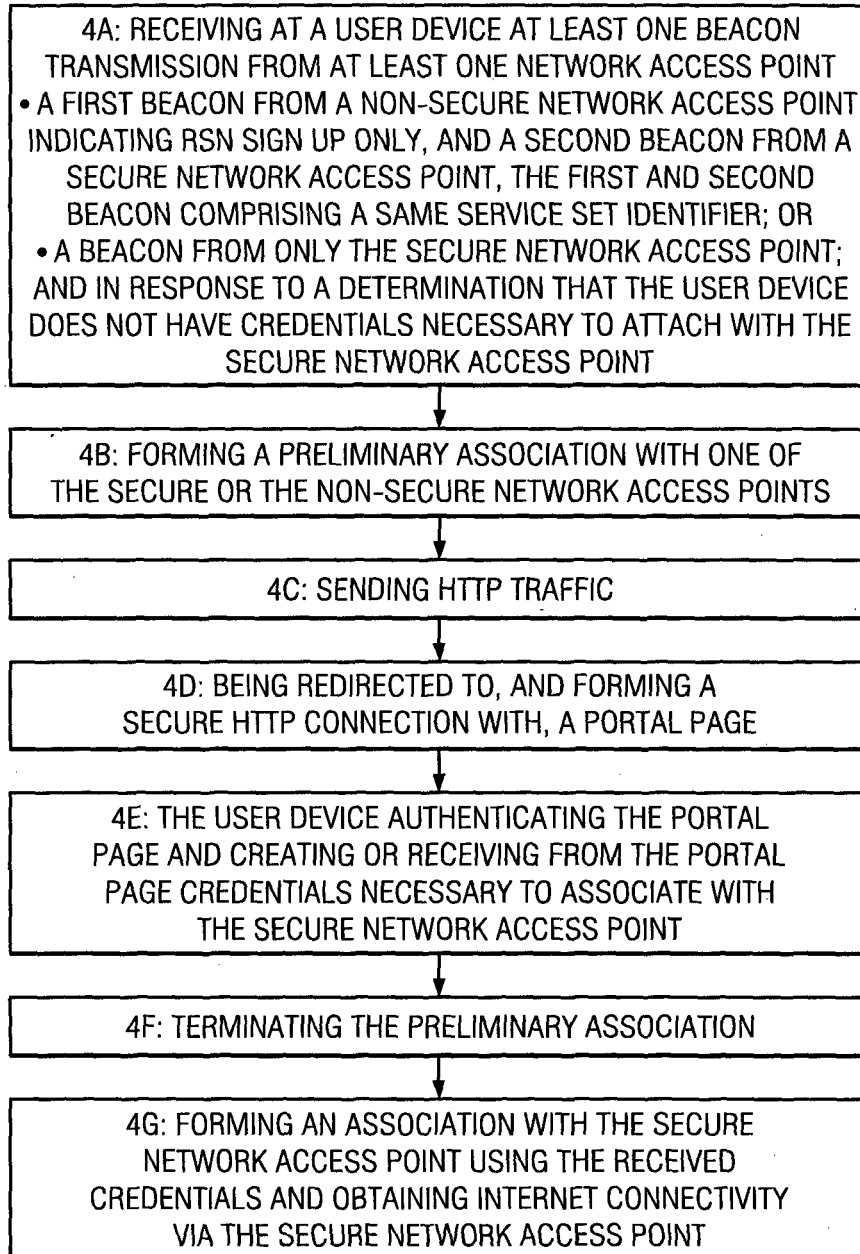 4A: RECEIVING AT A USER DEVICE AT LEAST ONE BEACON
TRANSMISSION FROM AT LEAST ONE NETWORK ACCESS POINT
• A FIRST BEACON FROM A NON-SECURE NETWORK ACCESS POINT
INDICATING RSN SIGN UP ONLY, AND A SECOND BEACON FROM A
SECURE NETWORK ACCESS POINT, THE FIRST AND SECOND
BEACON COMPRISING A SAME SERVICE SET IDENTIFIER; OR
• A BEACON FROM ONLY THE SECURE NETWORK ACCESS POINT;
AND IN RESPONSE TO A DETERMINATION THAT THE USER DEVICE
DOES NOT HAVE CREDENTIALS NECESSARY TO ATTACH WITH THE
SECURE NETWORK ACCESS POINT
4B: FORMING A PRELIMINARY ASSOCIATION WITH ONE OF
THE SECURE OR THE NON-SECURE NETWORK ACCESS POINTS
4C: SENDING HTTP TRAFFIC
4D: BEING REDIRECTED TO, AND FORMING A
SECURE HTTP CONNECTION WITH, A PORTAL PAGE
4E: THE USER DEVICE AUTHENTICATING THE PORTAL
PAGE AND CREATING OR RECEIVING FROM THE PORTAL
PAGE CREDENTIALS NECESSARY TO ASSOCIATE WITH
THE SECURE NETWORK ACCESS POINT
4F: TERMINATING THE PRELIMINARY ASSOCIATION
4G: FORMING AN ASSOCIATION WITH THE SECURE
NETWORK ACCESS POINT USING THE RECEIVED
CREDENTIALS AND OBTAINING INTERNET CONNECTIVITY
VIA THE SECURE NETWORK ACCESS POINT